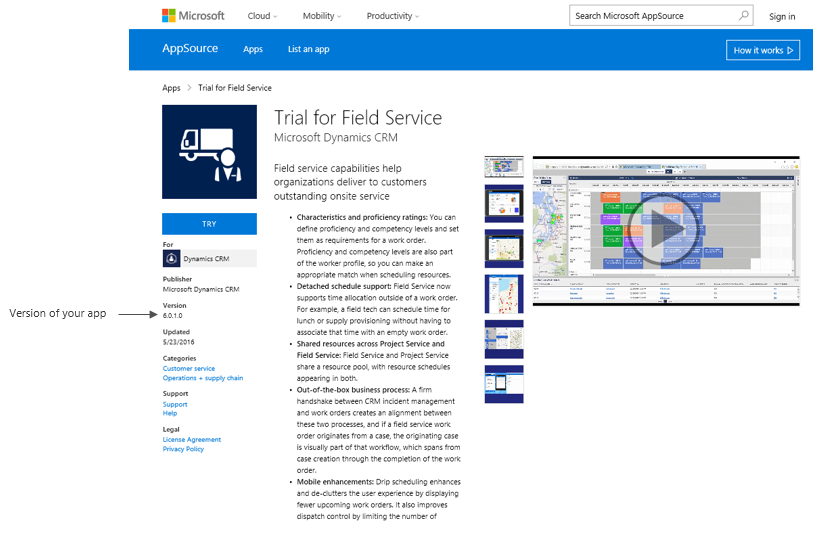 Microsoft
Cloud
Mobility
Productivity
Search Microsoft AppSource
Sign in
AppSource
Apps
List an app
How it works
Apps > Trial for Field Service
Trial for Field Service
Microsoft Dynamics CRM
Field service capabilities help
organizations deliver to customers
outstanding onsite service
• Characteristics and proficiency ratings: You can
define proficiency and competency levels and set
them as requirements for a work order.
Proficiency and competency levels are also part
of the worker profile, so you can make an
appropriate match when scheduling resources.
• Detached schedule support: Field Service now
supports time allocation outside of a work order.
For example, a field tech can schedule time for
lunch or supply provisioning without having to
associate that time with an empty work order.
• Shared resources across Project Service and
Field Service: Field Service and Project Service
share a resource pool, with resource schedules
appearing in both.
• Out-of-the-box business process: A firm
handshake between CRM incident management
and work orders creates an alignment between
these two processes, and if a field service work
order originates from a case, the originating case
is visually part of that workflow, which spans from
case creation through the completion of the work
order.
• Mobile enhancements: Drip scheduling enhances
and de-clutters the user experience by displaying
fewer upcoming work orders. It also improves
dispatch control by limiting the number of
TRY
For
Dynamics CRM
Publisher
Microsoft Dynamics CRM
Version of your app
Version
6.0.1.0
Updated
5/23/2016
Categories
Customer service
Operations + supply chain
Support
Support
Help
Legal
License Agreement
Privacy Policy